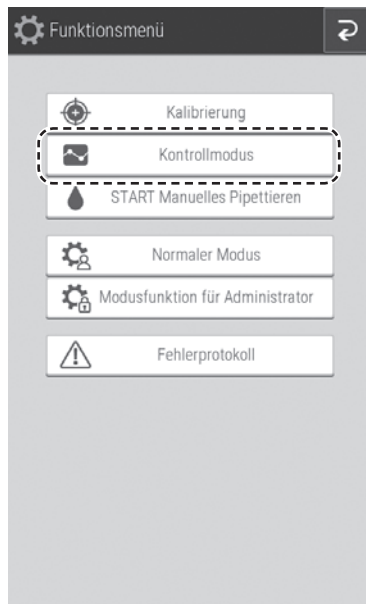 Funktionsmenü
Kalibrierung
Kontrollmodus
START Manuelles Pipettieren
Normaler Modus
Modusfunktion für Administrator
Fehlerprotokoll